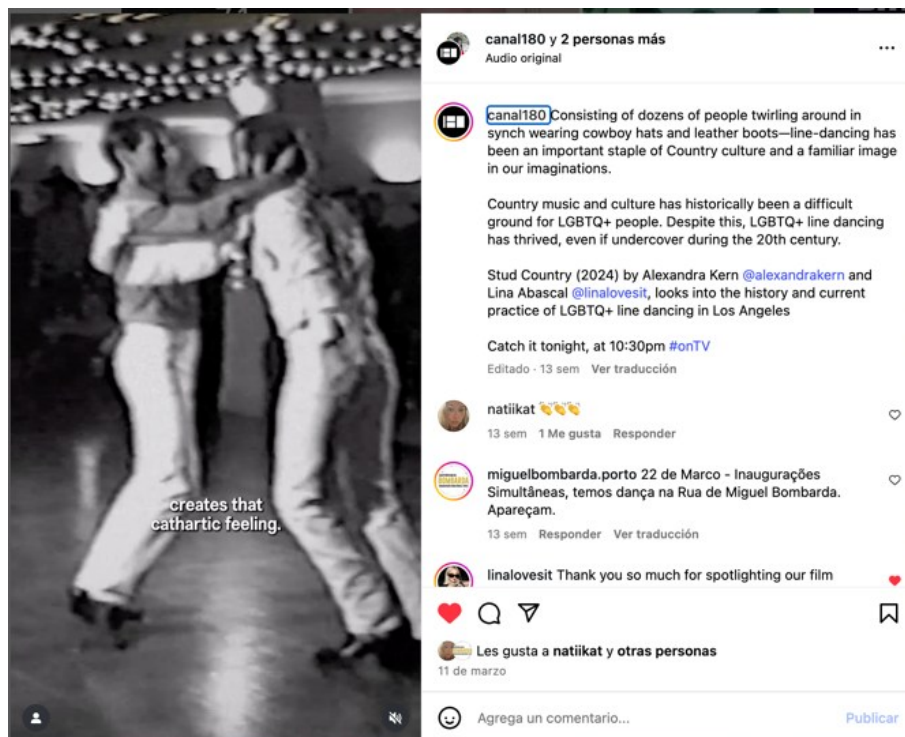 canal180 y 2 personas más
Audio original
canal180 Consisting of dozens of people twirling around in
synch wearing cowboy hats and leather boots—line-dancing has
been an important staple of Country culture and a familiar image
in our imaginations.
Country music and culture has historically been a difficult
ground for LGBTQ+ people. Despite this, LGBTQ+ line dancing
has thrived, even if undercover during the 20th century.
Stud Country (2024) by Alexandra Kern @alexandrakern and
Lina Abascal @linalovesit, looks into the history and current
practice of LGBTQ+ line dancing in Los Angeles
Catch it tonight, at 10:30pm #onTV
Editado · 13 sem Ver traducción
natiikat 👏👏👏
13 sem 1 Me gusta Responder
miguelbombarda.porto 22 de Marco - Inaugurações
Simultâneas, temos dança na Rua de Miguel Bombarda.
Apareçam.
13 sem Responder Ver traducción
linalovesit Thank you so much for spotlighting our film
Les gusta a natiikat y otras personas
11 de marzo
Agrega un comentario...
Publicar
creates that
cathartic feeling.